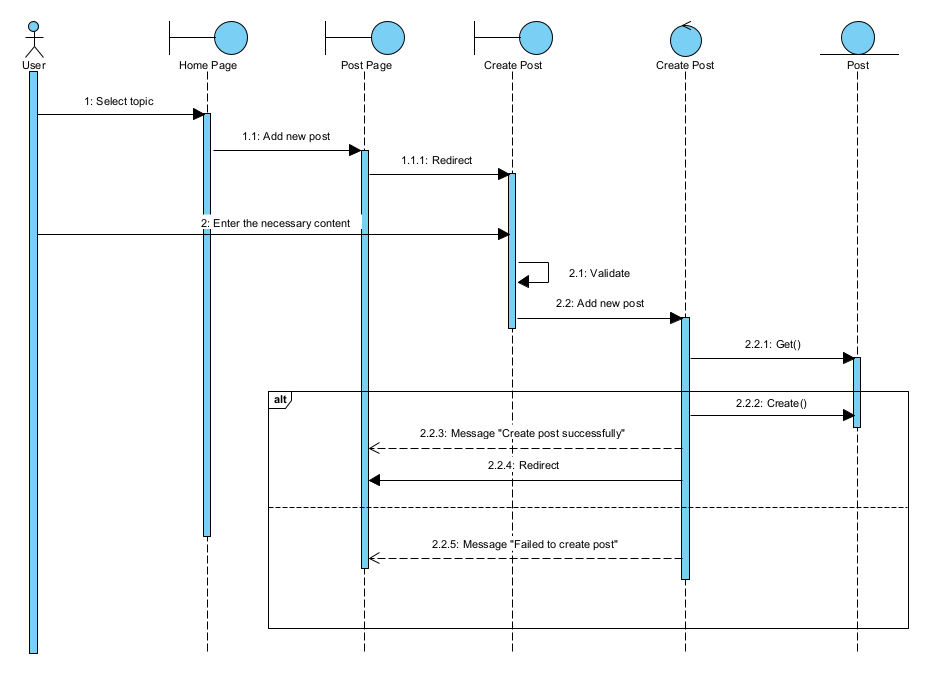 User
Home Page
Post Page
Create Post
Create Post
Post
1: Select topic
1.1: Add new post
1.1.1: Redirect
2: Enter the necessary content
2.1: Validate
2.2: Add new post
2.2.1: Get()
alt
2.2.2: Create()
2.2.3: Message "Create post successfully"
2.2.4: Redirect
2.2.5: Message "Failed to create post"